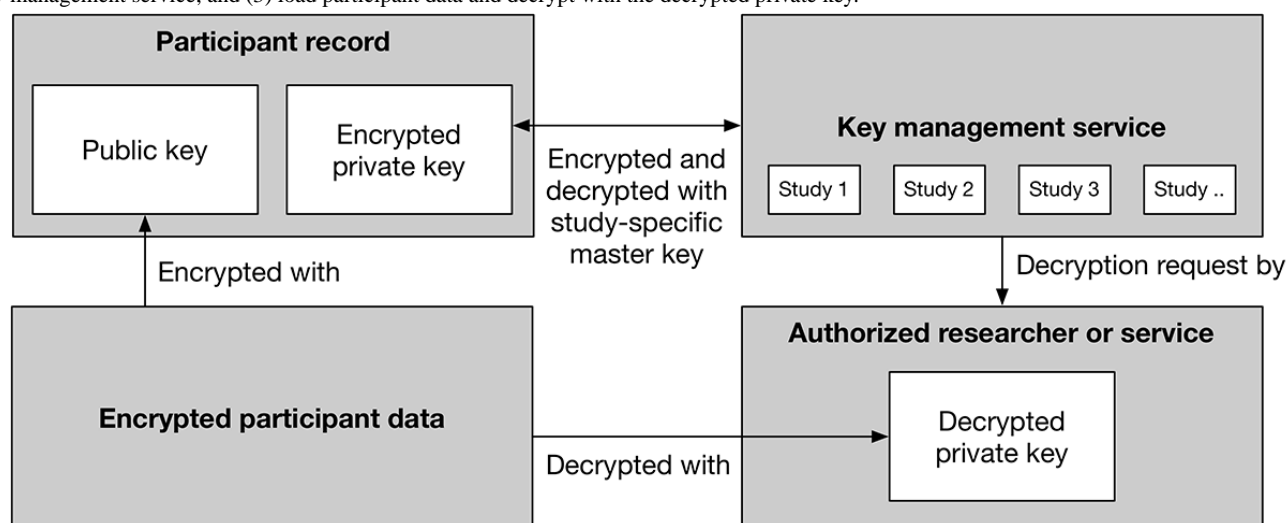 management service, and (3) load participant data and decrypt with the decrypted private key.
Participant record
Public key
Encrypted
private key
Encrypted and
decrypted with
study-specific
master key
Key management service
Study 1
Study 2
Study 3
Study ..
Encrypted with
Decryption request by
Encrypted participant data
Decrypted with
Authorized researcher or service
Decrypted
private key